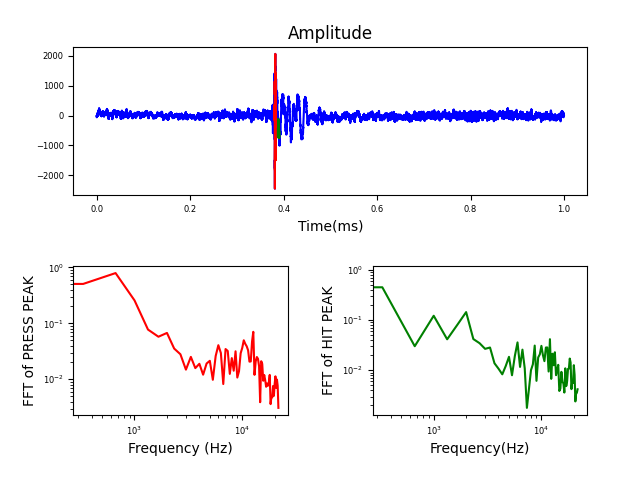 Amplitude
2000
1000
0
−1000
−2000
0.0 0.2 0.4 0.6 0.8 1.0
Time(ms)
FFT of PRESS PEAK
10⁰
10⁻¹
10⁻²
10³ 10⁴
Frequency (Hz)
FFT of HIT PEAK
10⁰
10⁻¹
10⁻²
10³ 10⁴
Frequency(Hz)